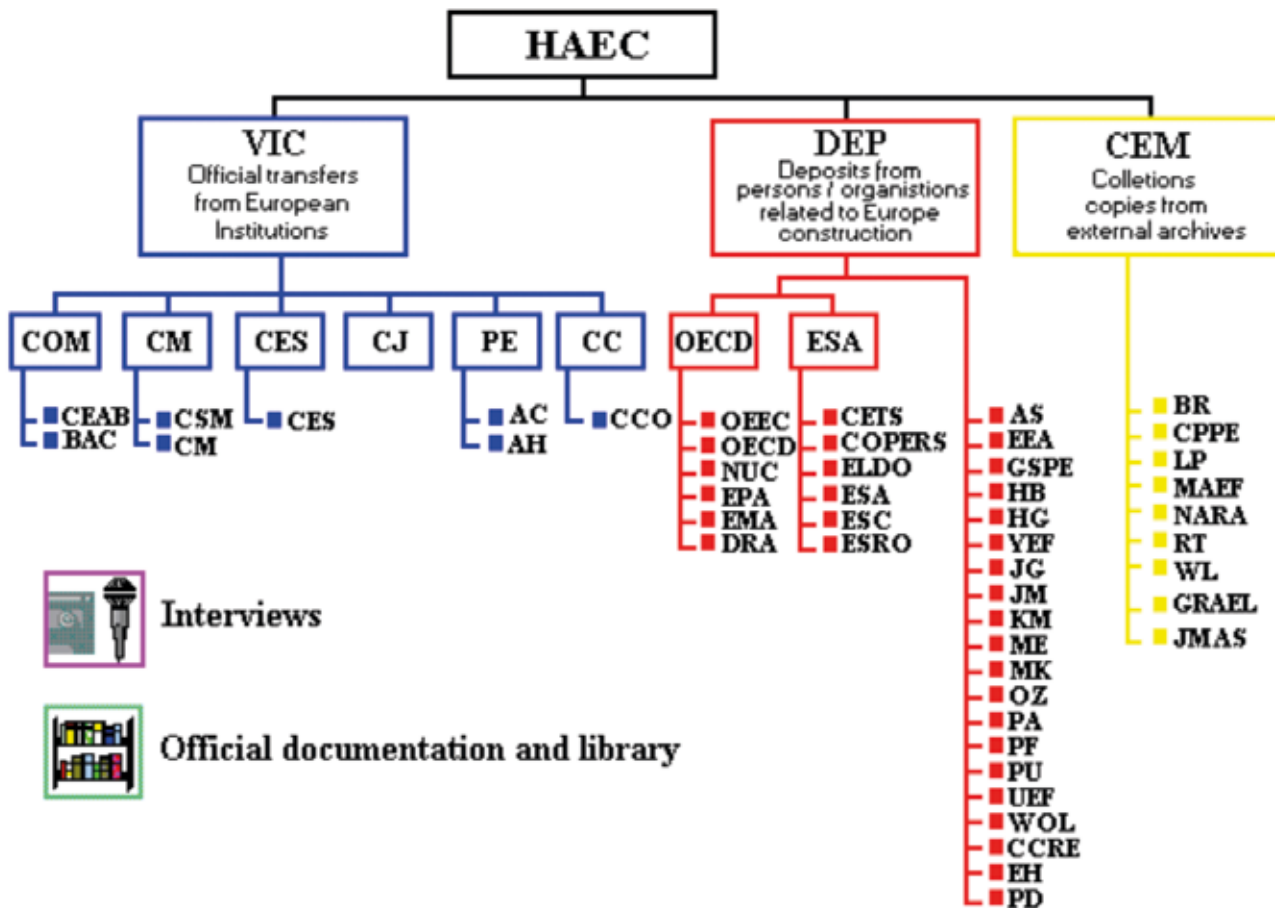 HAEC
VIC
Official transfers
from European
Institutions
DEP
Deposits from
persons / organistions
related to Europe
construction
CEM
Colletions
copies from
external archives
COM
CM
CES
CJ
PE
CC
OECD
ESA
CEAB
BAC
CSM
CM
CES
AC
AH
CCO
OEEC
OECD
NUC
EPA
EMA
DRA
CETS
COPERS
ELDO
ESA
ESC
ESRO
AS
EEA
GSPE
HB
HG
YEF
JG
JM
KM
ME
MK
OZ
PA
PF
PU
UEF
WOL
CCRE
EH
PD
BR
CPPE
LP
MAEF
NARA
RT
WL
GRAEL
JMAS
Interviews
Official documentation and library